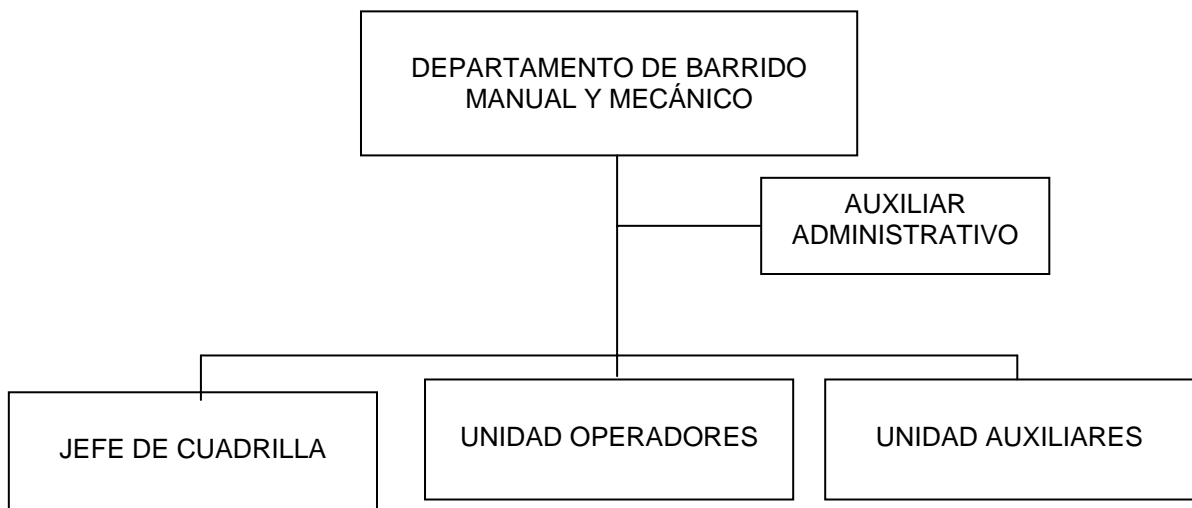 DEPARTAMENTO DE BARRIDO
MANUAL Y MECÁNICO
AUXILIAR
ADMINISTRATIVO
JEFE DE CUADRILLA
UNIDAD OPERADORES
UNIDAD AUXILIARES